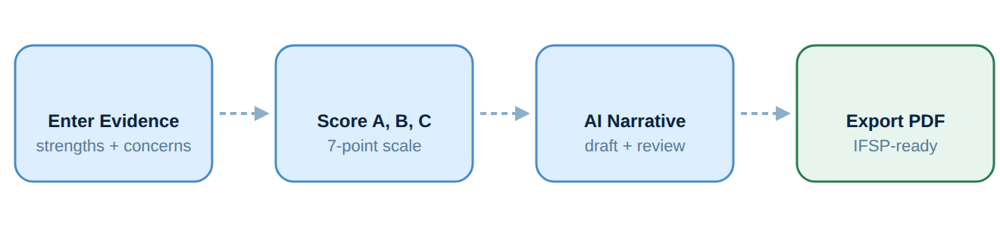 Enter Evidence
strengths + concerns
Score A, B, C
7-point scale
AI Narrative
draft + review
Export PDF
IFSP-ready